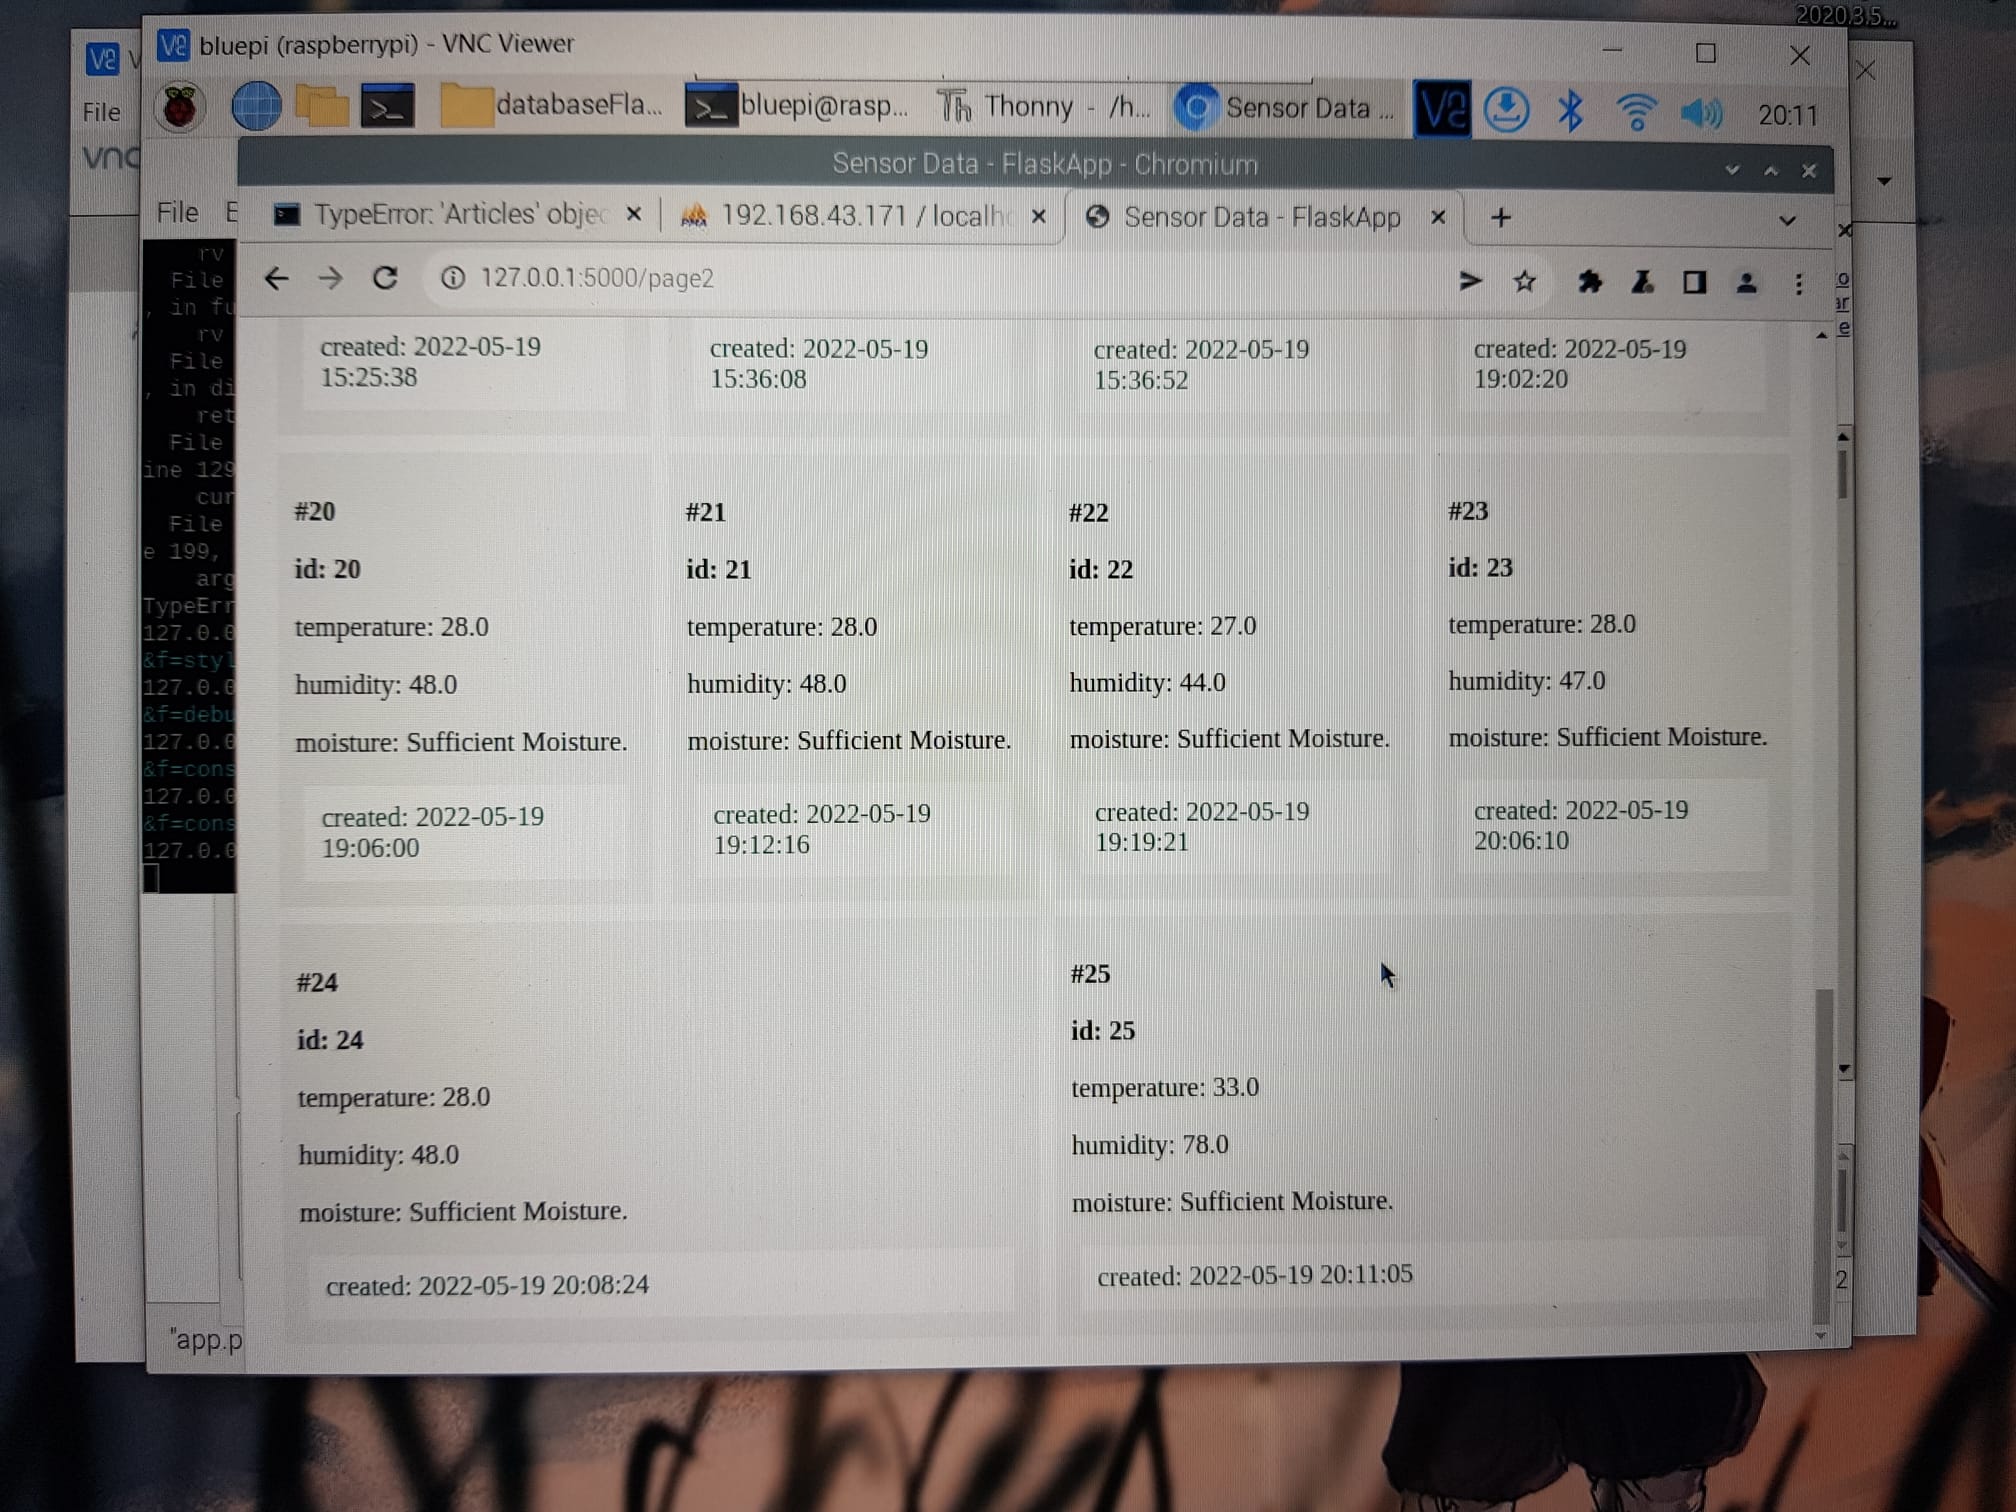 2020.3.5...
bluepi (raspberrypi) - VNC Viewer
File
databaseFla...
bluepi@rasp...
Thonny - /h...
Sensor Data ...
20:11
vnc
Sensor Data - FlaskApp - Chromium
File E
TypeError: 'Articles' objec
192.168.43.171 / localho
Sensor Data - FlaskApp
127.0.0.1:5000/page2
rv
File
, in fu
rv
File
, in di
ret
File
ine 129
cur
File
e 199,
arg
TypeErr
127.0.0
&f=styl
127.0.0
&f=debu
127.0.0
&f=cons
127.0.0
&f=cons
127.0.0
created: 2022-05-19
15:25:38
created: 2022-05-19
15:36:08
created: 2022-05-19
15:36:52
created: 2022-05-19
19:02:20
#20
id: 20
temperature: 28.0
humidity: 48.0
moisture: Sufficient Moisture.
created: 2022-05-19
19:06:00
#21
id: 21
temperature: 28.0
humidity: 48.0
moisture: Sufficient Moisture.
created: 2022-05-19
19:12:16
#22
id: 22
temperature: 27.0
humidity: 44.0
moisture: Sufficient Moisture.
created: 2022-05-19
19:19:21
#23
id: 23
temperature: 28.0
humidity: 47.0
moisture: Sufficient Moisture.
created: 2022-05-19
20:06:10
#24
id: 24
temperature: 28.0
humidity: 48.0
moisture: Sufficient Moisture.
created: 2022-05-19 20:08:24
#25
id: 25
temperature: 33.0
humidity: 78.0
moisture: Sufficient Moisture.
created: 2022-05-19 20:11:05
"app.p
2